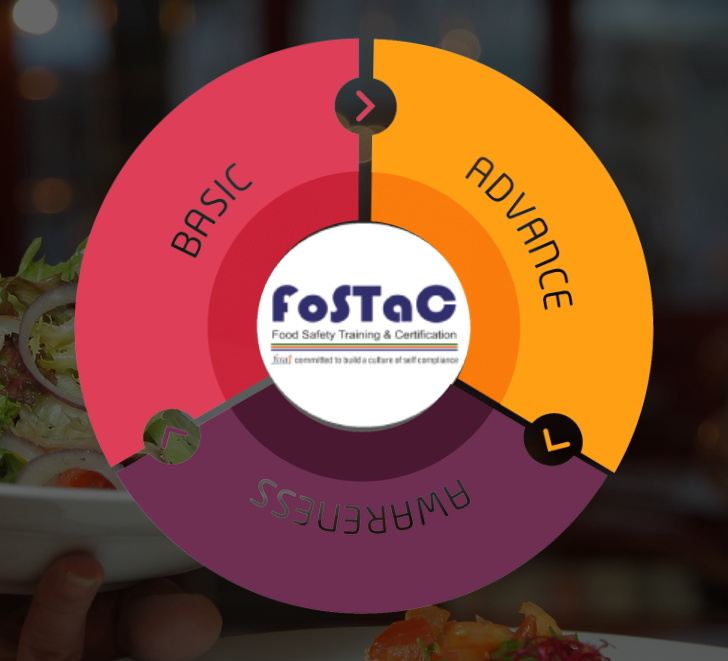 BASIC
ADVANCE
FoSTaC
Food Safety Training & Certification
fssai committed to build a culture of self compliance
AWARENESS